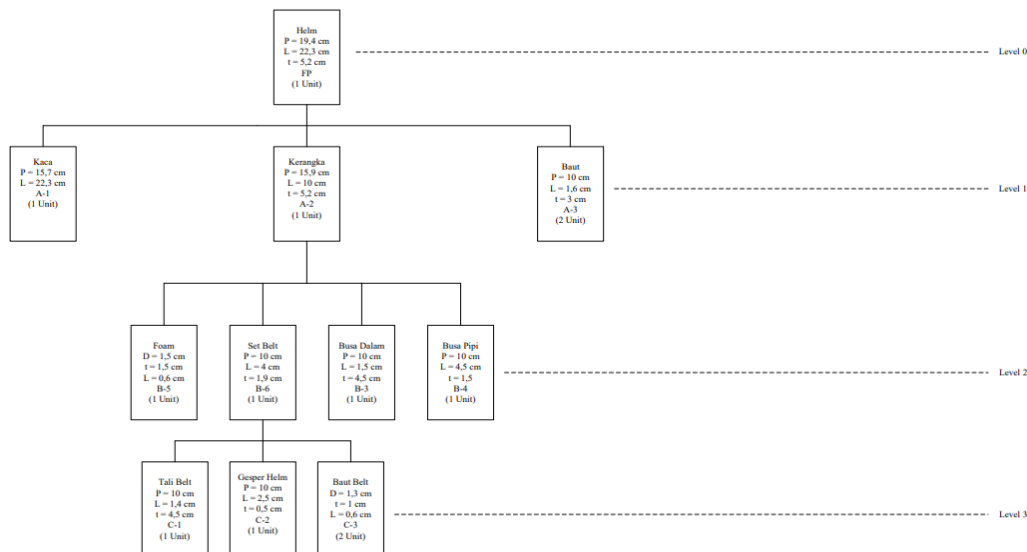 Helm
P = 19,4 cm
L = 22,3 cm
t = 5,2 cm
FP
(1 Unit)
Level 0
Kaca
P = 15,7 cm
L = 22,3 cm
A-1
(1 Unit)
Kerangka
P = 15,9 cm
L = 10 cm
t = 5,2 cm
A-2
(1 Unit)
Baut
P = 10 cm
L = 1,6 cm
t = 3 cm
A-3
(2 Unit)
Level 1
Foam
D = 1,5 cm
t = 1,5 cm
L = 0,6 cm
B-5
(1 Unit)
Set Belt
P = 10 cm
L = 4 cm
t = 1,9 cm
B-6
(1 Unit)
Busa Dalam
P = 10 cm
L = 1,5 cm
t = 4,5 cm
B-3
(1 Unit)
Busa Pipi
P = 10 cm
L = 4,5 cm
t = 1,5
B-4
(1 Unit)
Level 2
Tali Belt
P = 10 cm
L = 1,4 cm
t = 4,5 cm
C-1
(1 Unit)
Gesper Helm
P = 10 cm
L = 2,5 cm
t = 0,5 cm
C-2
(1 Unit)
Baut Belt
D = 1,3 cm
t = 1 cm
L = 0,6 cm
C-3
(2 Unit)
Level 3